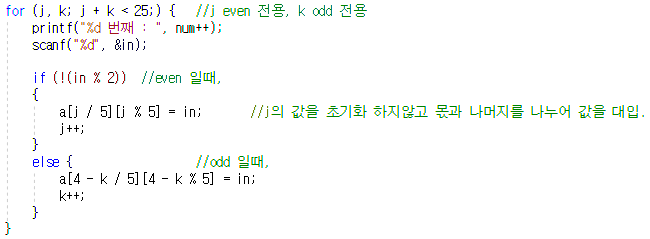 for (j, k; j + k < 25;) {   //j even 전용, k odd 전용
    printf("%d 번째 : ", num++);
    scanf("%d", &in);
    if (!(in % 2))  //even 일때,
    {
        a[j / 5][j % 5] = in;      //j의 값을 초기화 하지않고 몫과 나머지를 나누어 값을 대입.
        j++;
    }
    else {              //odd 일때,
        a[4 - k / 5][4 - k % 5] = in;
        k++;
    }
}